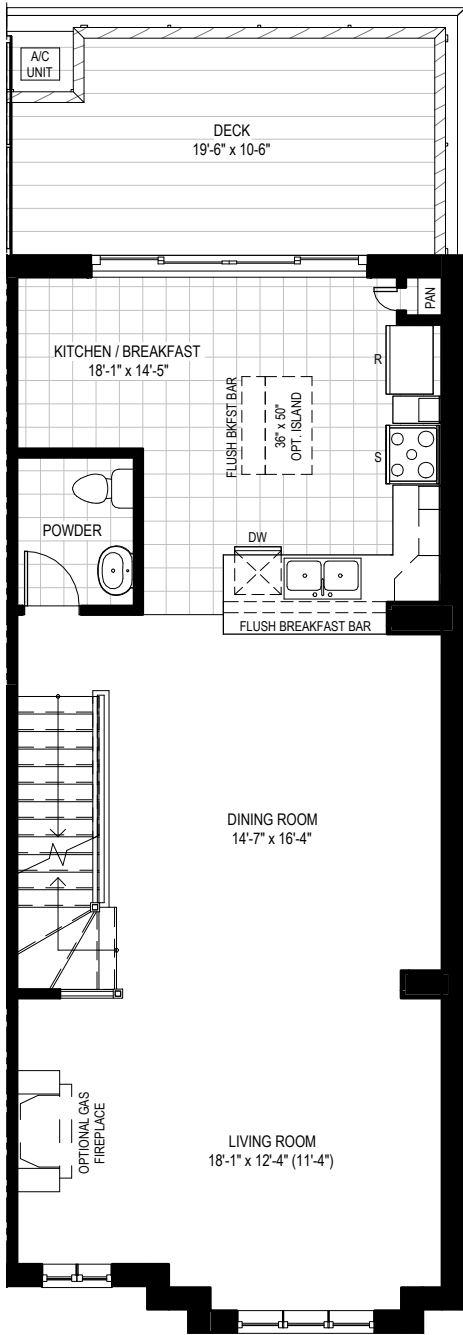 A/C
UNIT
DECK
19'-6" x 10-6"
PAN
KITCHEN / BREAKFAST
18'-1" x 14'-5"
R
FLUSH BKFST BAR
36" x 50"
OPT. ISLAND
S
POWDER
DW
FLUSH BREAKFAST BAR
DINING ROOM
14'-7" x 16'-4"
OPTIONAL GAS
FIREPLACE
LIVING ROOM
18'-1" x 12'-4" (11'-4")